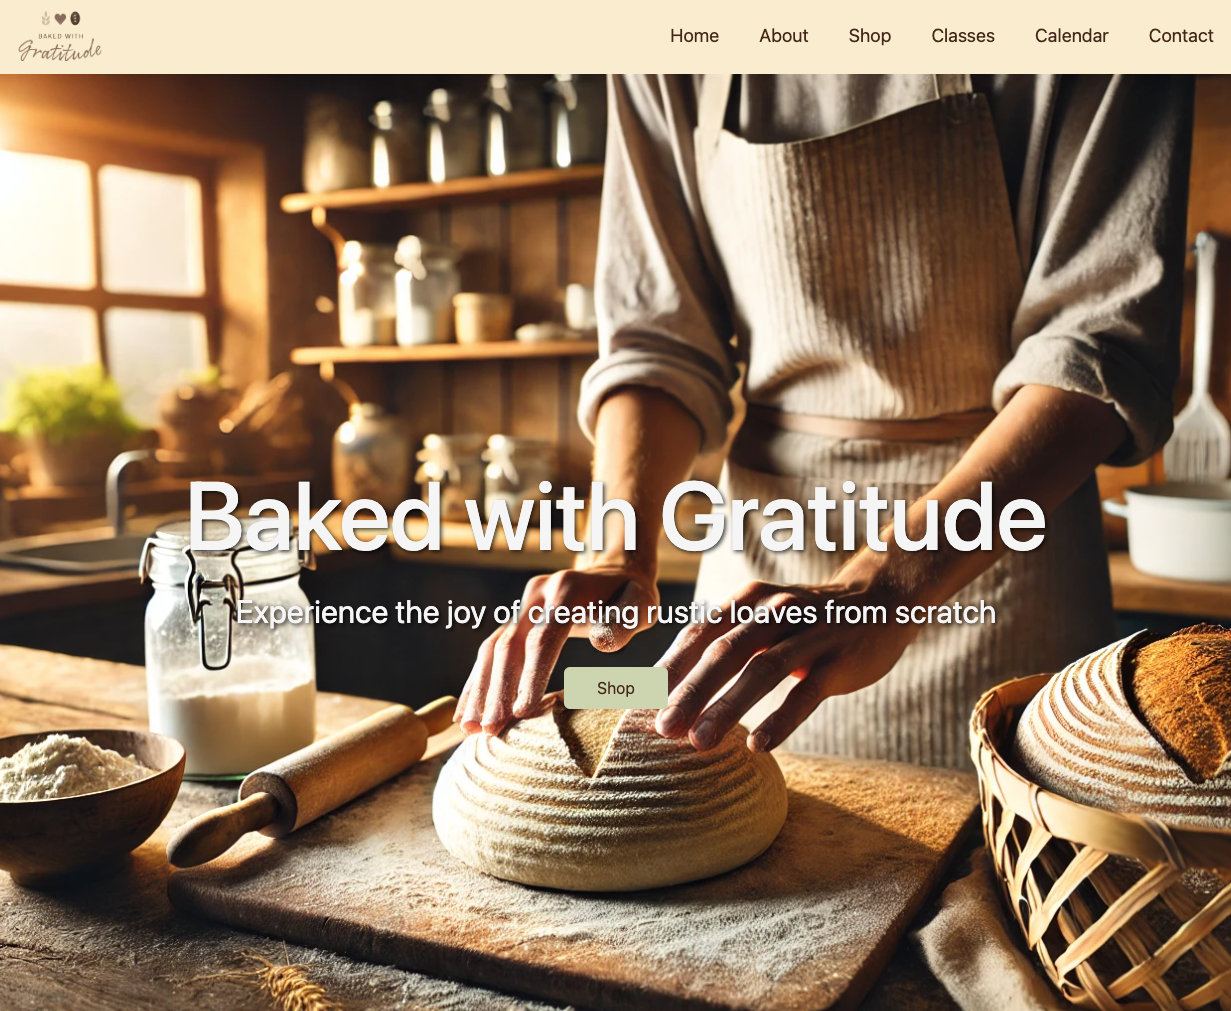 BAKED WITH
Gratitude
Home About Shop Classes Calendar Contact
Baked with Gratitude
Experience the joy of creating rustic loaves from scratch
Shop